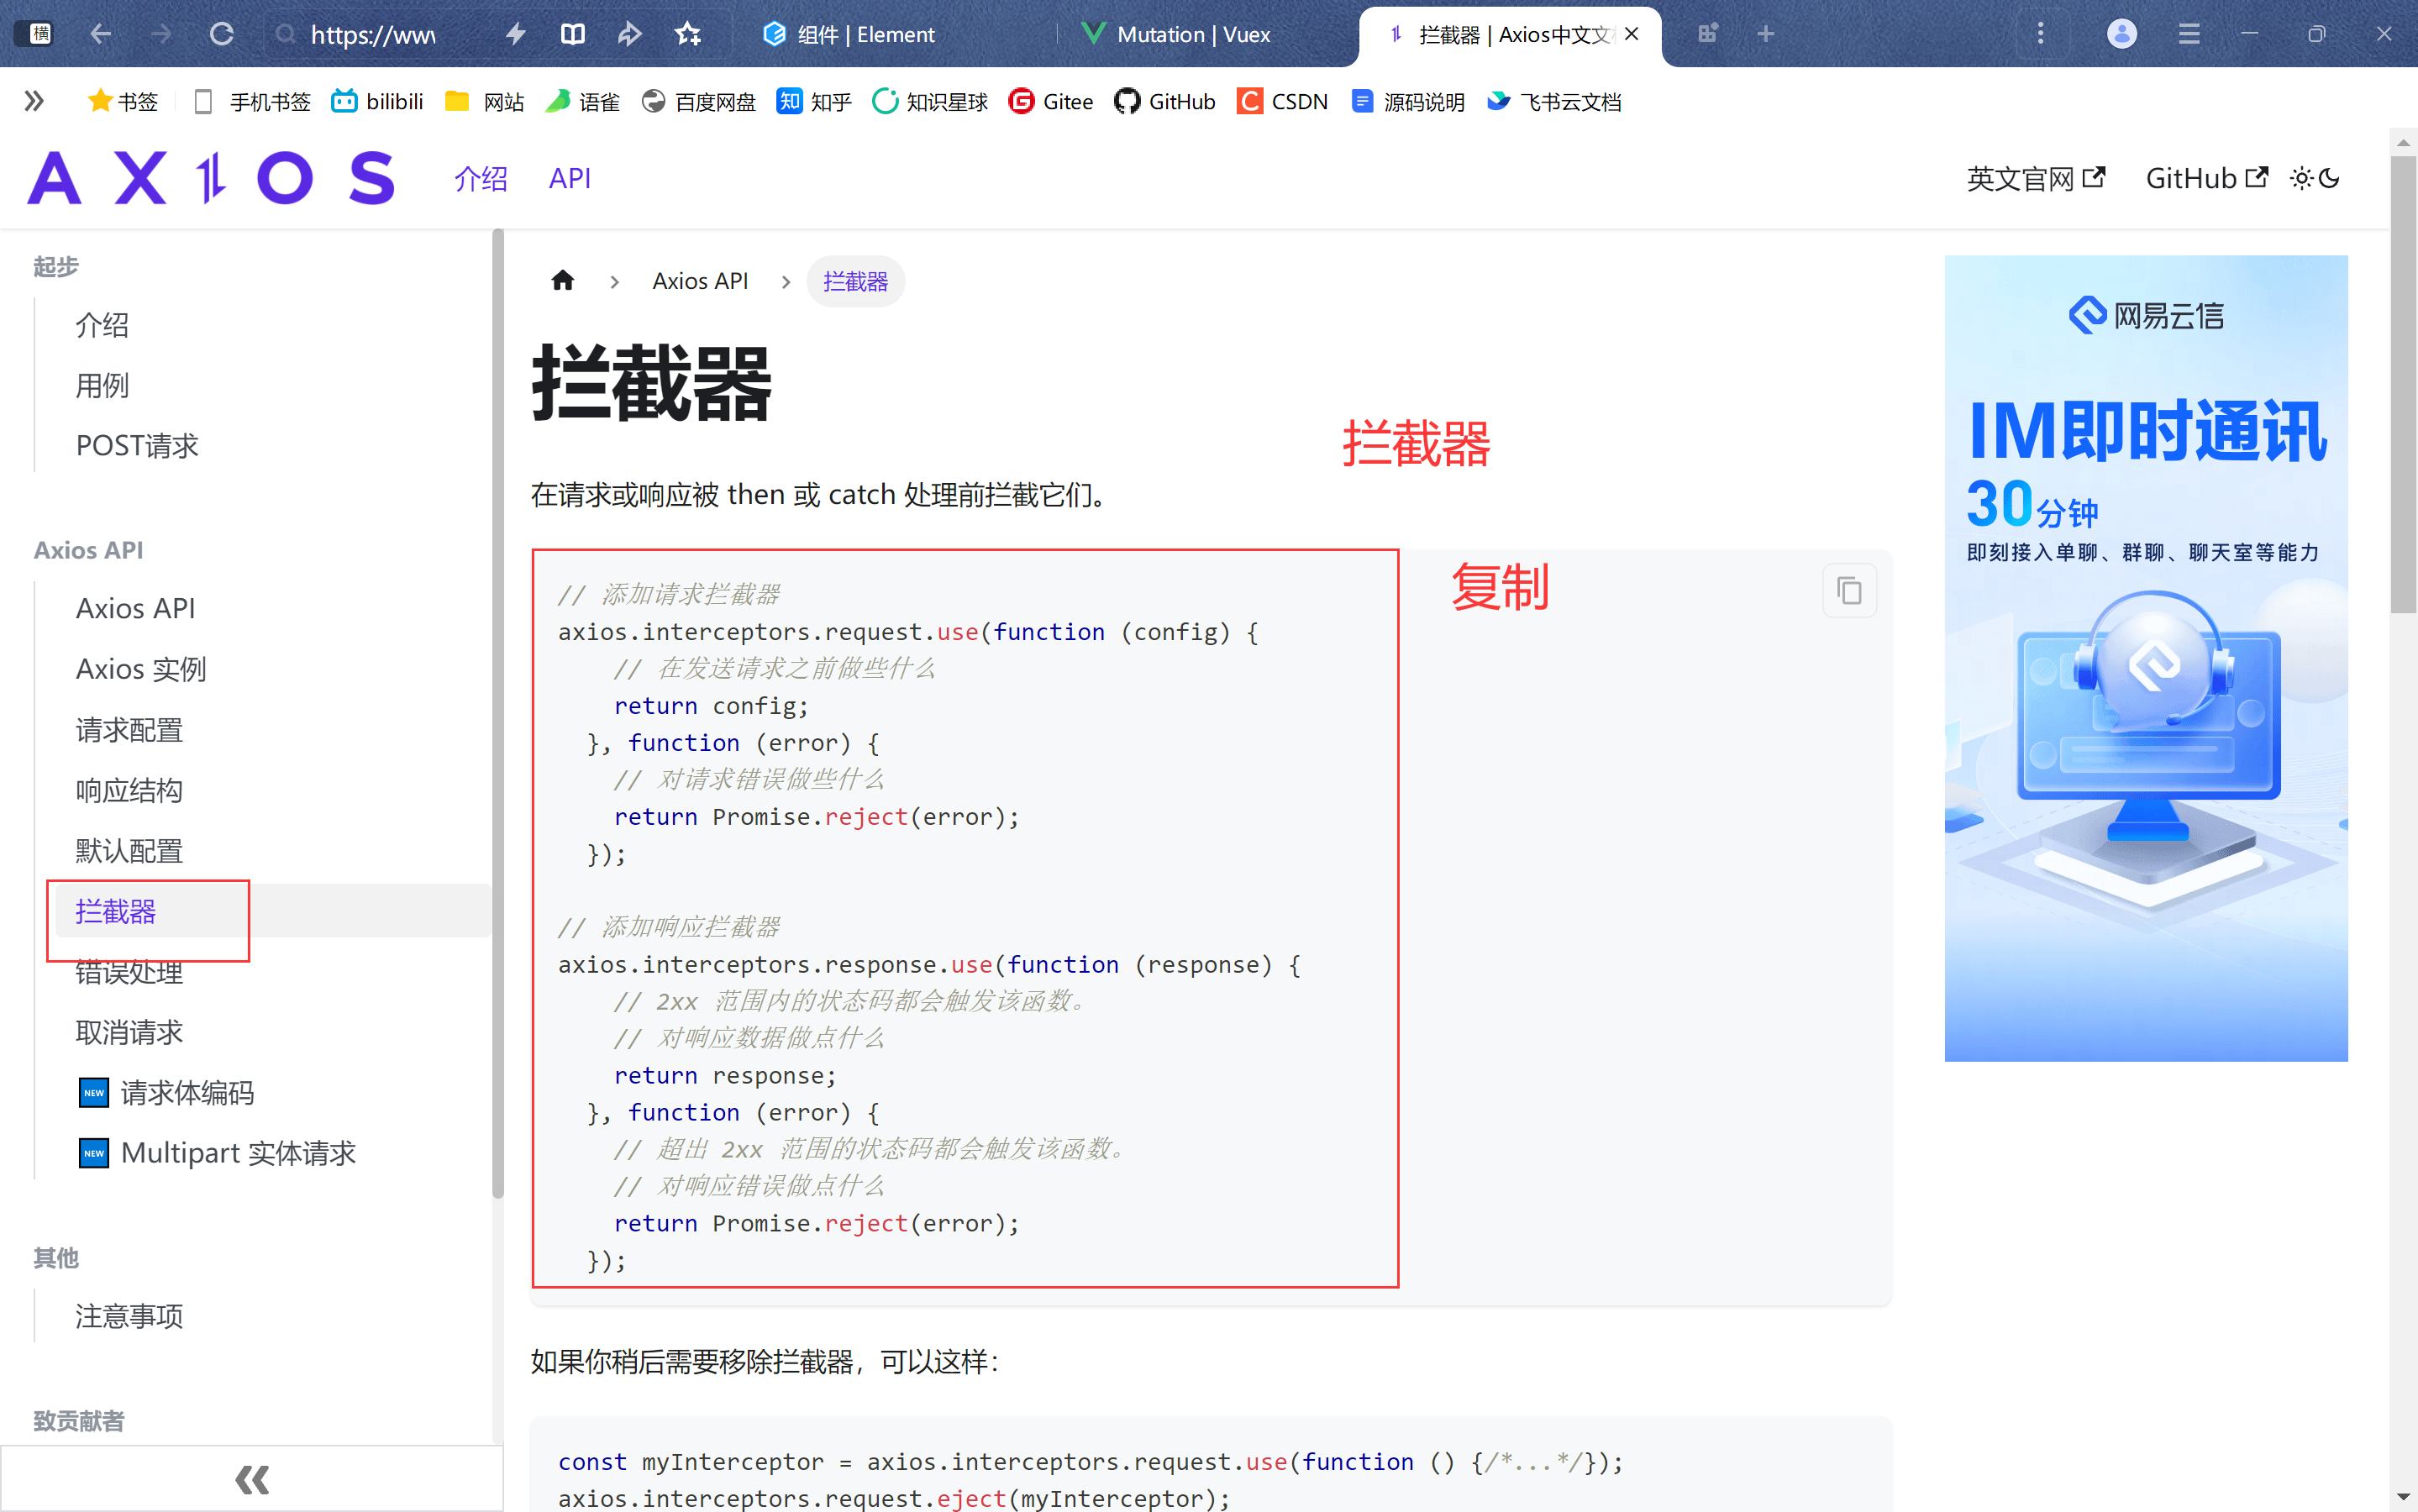 横
https://www
组件 | Element
Mutation | Vuex
拦截器 | Axios中文文
书签
手机书签
bilibili
网站
语雀
百度网盘
知 知乎
知识星球
G Gitee
GitHub
C CSDN
源码说明
飞书云文档
AXIOS
介绍
API
英文官网
GitHub
起步
介绍
用例
POST请求
Axios API
Axios API
Axios 实例
请求配置
响应结构
默认配置
拦截器
错误处理
取消请求
NEW 请求体编码
NEW Multipart 实体请求
其他
注意事项
致贡献者
«
Axios API
拦截器
拦截器
拦截器
在请求或响应被 then 或 catch 处理前拦截它们。
复制
// 添加请求拦截器
axios.interceptors.request.use(function (config) {
    // 在发送请求之前做些什么
    return config;
  }, function (error) {
    // 对请求错误做些什么
    return Promise.reject(error);
  });
// 添加响应拦截器
axios.interceptors.response.use(function (response) {
    // 2xx 范围内的状态码都会触发该函数。
    // 对响应数据做点什么
    return response;
  }, function (error) {
    // 超出 2xx 范围的状态码都会触发该函数。
    // 对响应错误做点什么
    return Promise.reject(error);
  });
如果你稍后需要移除拦截器，可以这样：
const myInterceptor = axios.interceptors.request.use(function () {/*...*/});
axios.interceptors.request.eject(myInterceptor);
网易云信
IM即时通讯
30分钟
即刻接入单聊、群聊、聊天室等能力